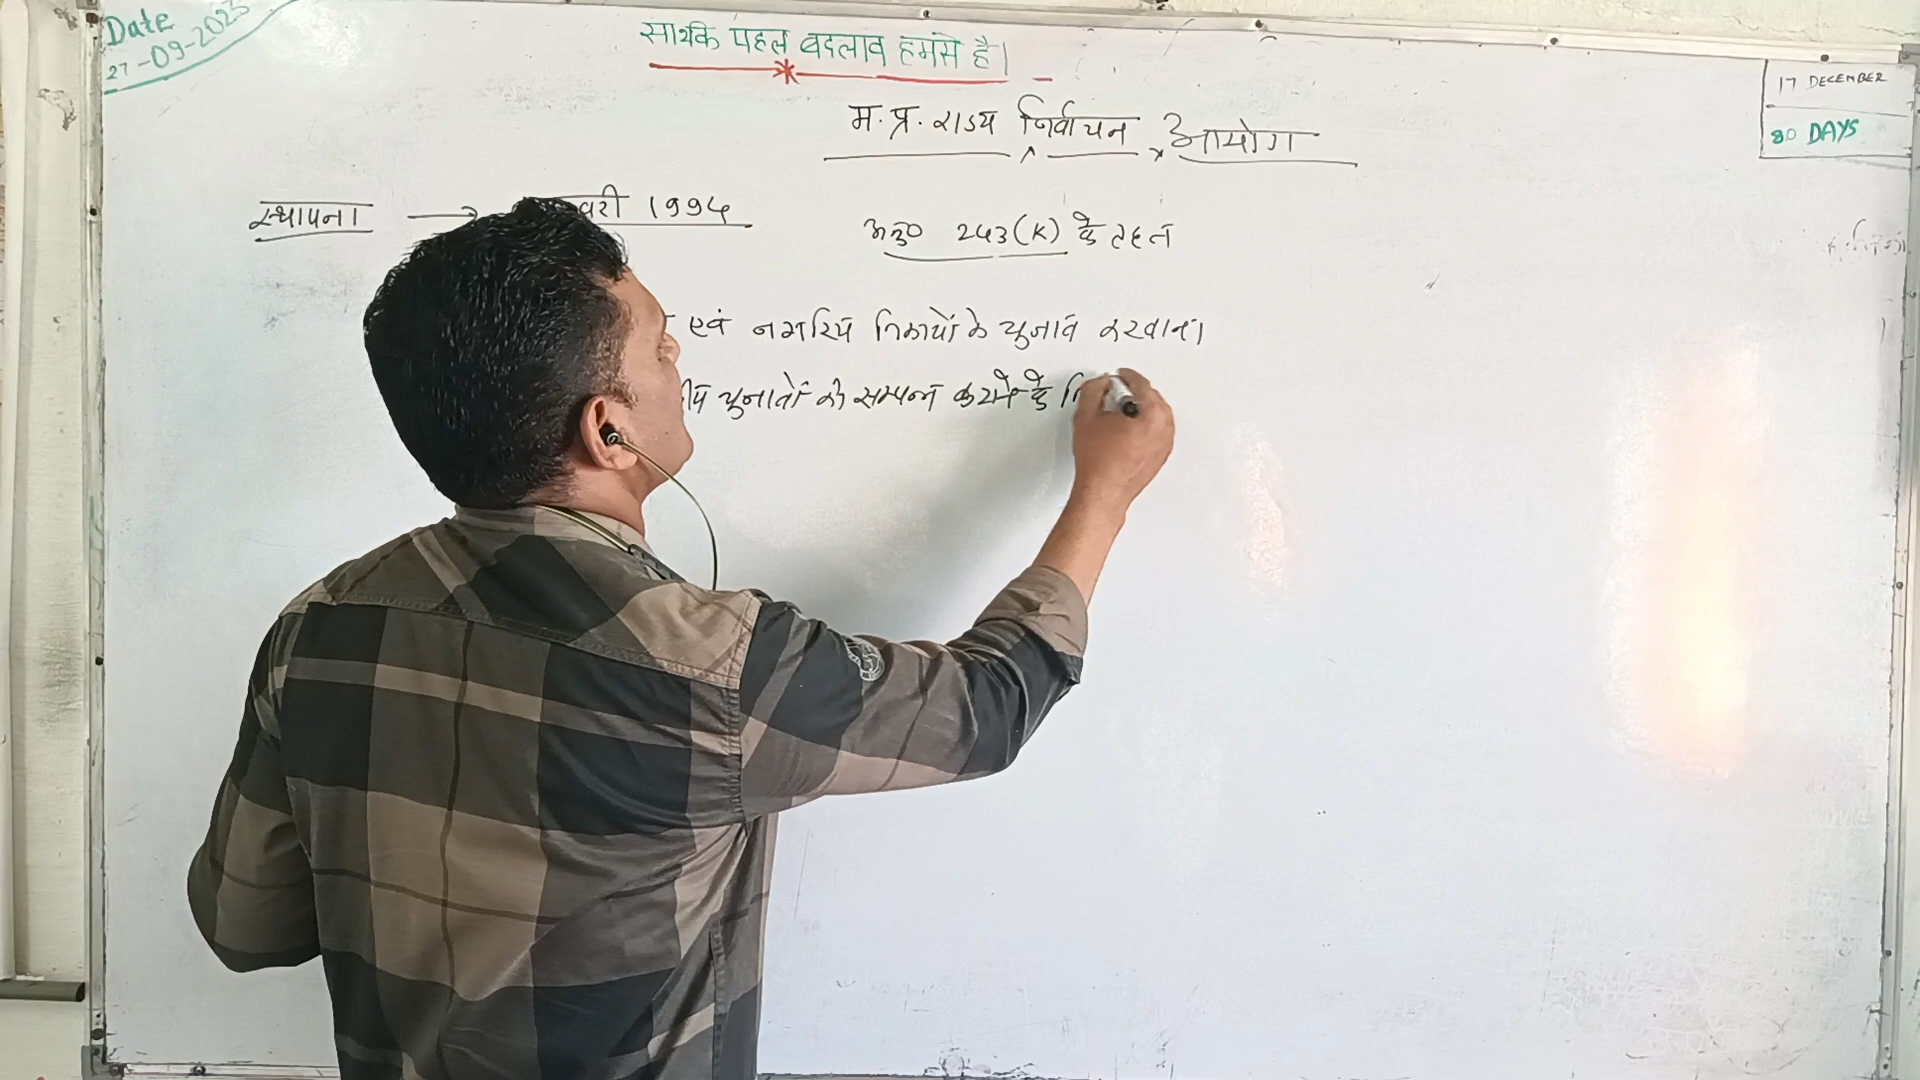 Date
27-09-2023
सार्थक पहल बदलाव हमसे है।
17 DECEMBER
80 DAYS
म. प्र. राज्य निर्वाचन आयोग
स्थापना → वरी 1994
अनु० 243(K) के तहत
एवं नगरिय निकायों के चुनाव करवाना
चुनावों को सम्पन्न कराने के